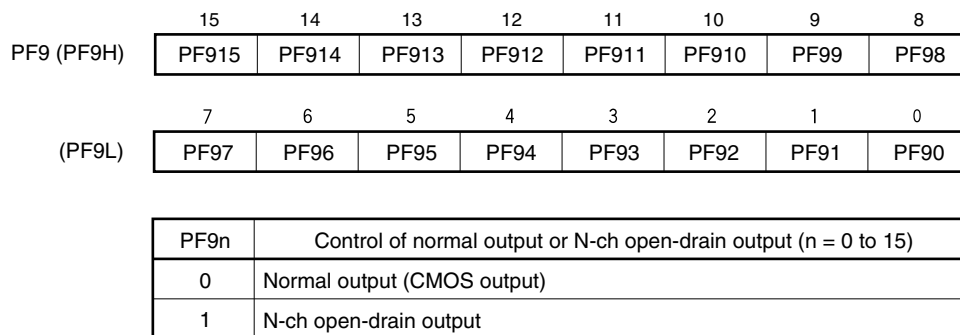 15 14 13 12 11 10 9 8
PF9 (PF9H) PF915 PF914 PF913 PF912 PF911 PF910 PF99 PF98
7 6 5 4 3 2 1 0
(PF9L) PF97 PF96 PF95 PF94 PF93 PF92 PF91 PF90
PF9n Control of normal output or N-ch open-drain output (n = 0 to 15)
0 Normal output (CMOS output)
1 N-ch open-drain output